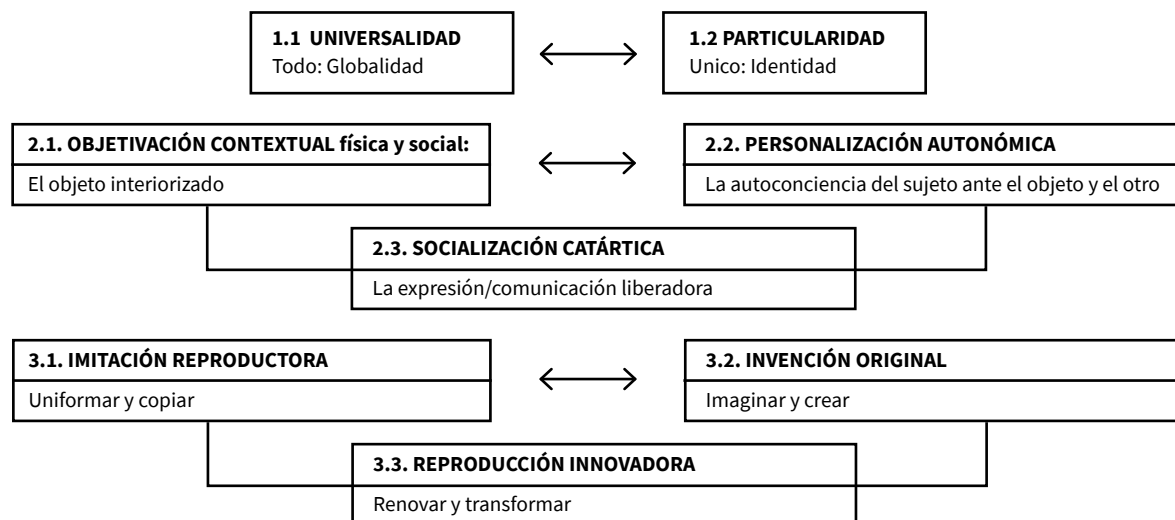 1.1 UNIVERSALIDAD
Todo: Globalidad
1.2 PARTICULARIDAD
Unico: Identidad
2.1. OBJETIVACIÓN CONTEXTUAL física y social:
El objeto interiorizado
2.2. PERSONALIZACIÓN AUTONÓMICA
La autoconciencia del sujeto ante el objeto y el otro
2.3. SOCIALIZACIÓN CATÁRTICA
La expresión/comunicación liberadora
3.1. IMITACIÓN REPRODUCTORA
Uniformar y copiar
3.2. INVENCIÓN ORIGINAL
Imaginar y crear
3.3. REPRODUCCIÓN INNOVADORA
Renovar y transformar